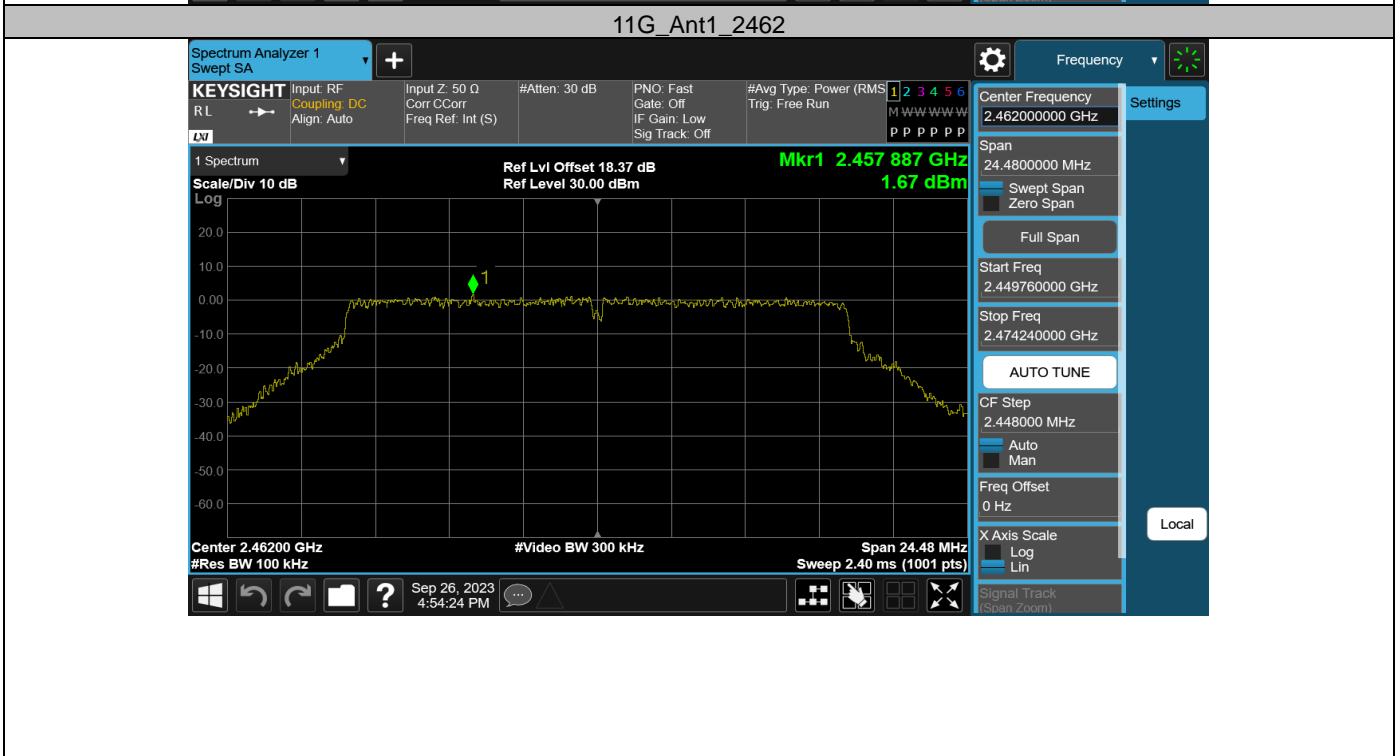 11G_Ant1_2462
Spectrum Analyzer 1
Swept SA
Frequency
KEYSIGHT
R L
LXI
Input: RF
Coupling: DC
Align: Auto
Input Z: 50 Ω
Corr CCorr
Freq Ref: Int (S)
#Atten: 30 dB
PNO: Fast
Gate: Off
IF Gain: Low
Sig Track: Off
#Avg Type: Power (RMS
Trig: Free Run
1 2 3 4 5 6
M W W W W W
P P P P P P
1 Spectrum
Scale/Div 10 dB
Ref Lvl Offset 18.37 dB
Ref Level 30.00 dBm
Mkr1 2.457 887 GHz
1.67 dBm
Log
20.0
10.0
0.00
-10.0
-20.0
-30.0
-40.0
-50.0
-60.0
1
Center 2.46200 GHz
#Res BW 100 kHz
#Video BW 300 kHz
Span 24.48 MHz
Sweep 2.40 ms (1001 pts)
Sep 26, 2023
4:54:24 PM
?
Center Frequency
2.462000000 GHz
Settings
Span
24.4800000 MHz
Swept Span
Zero Span
Full Span
Start Freq
2.449760000 GHz
Stop Freq
2.474240000 GHz
AUTO TUNE
CF Step
2.448000 MHz
Auto
Man
Freq Offset
0 Hz
X Axis Scale
Log
Lin
Signal Track
(Span Zoom)
Local